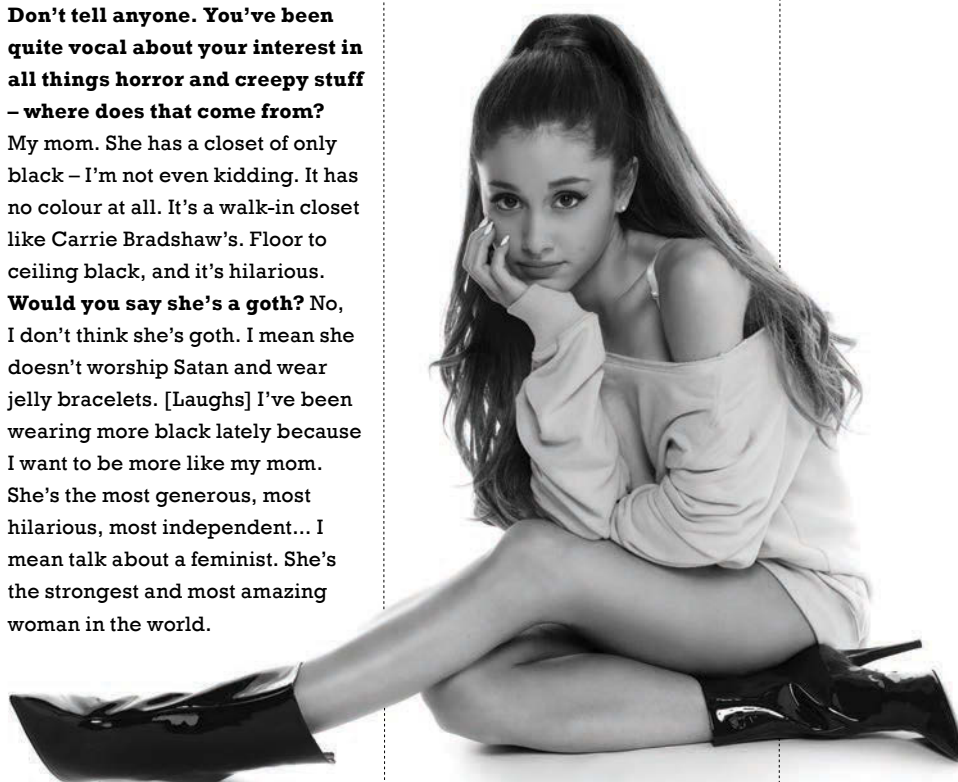 Don't tell anyone. You've been
quite vocal about your interest in
all things horror and creepy stuff
– where does that come from?
My mom. She has a closet of only
black – I'm not even kidding. It has
no colour at all. It's a walk-in closet
like Carrie Bradshaw's. Floor to
ceiling black, and it's hilarious.
Would you say she's a goth? No,
I don't think she's goth. I mean she
doesn't worship Satan and wear
jelly bracelets. [Laughs] I've been
wearing more black lately because
I want to be more like my mom.
She's the most generous, most
hilarious, most independent... I
mean talk about a feminist. She's
the strongest and most amazing
woman in the world.